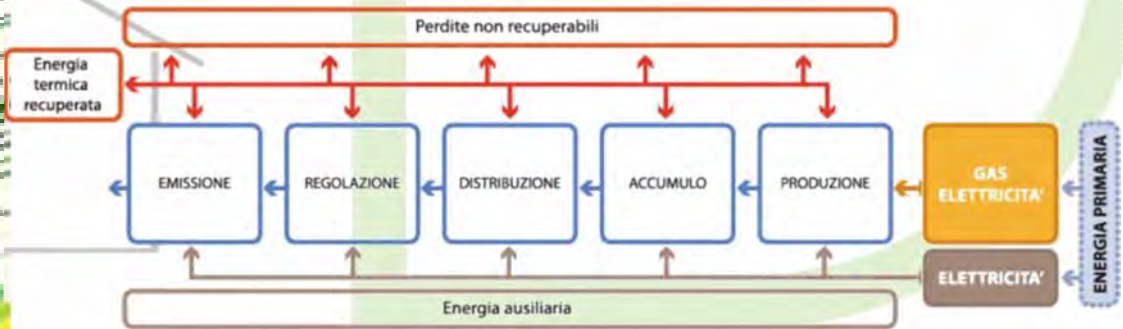 Perdite non recuperabili
Energia
termica
recuperata
EMISSIONE
REGOLAZIONE
DISTRIBUZIONE
ACCUMULO
PRODUZIONE
GAS
ELETTRICITA'
ENERGIA PRIMARIA
ELETTRICITA'
Energia ausiliaria